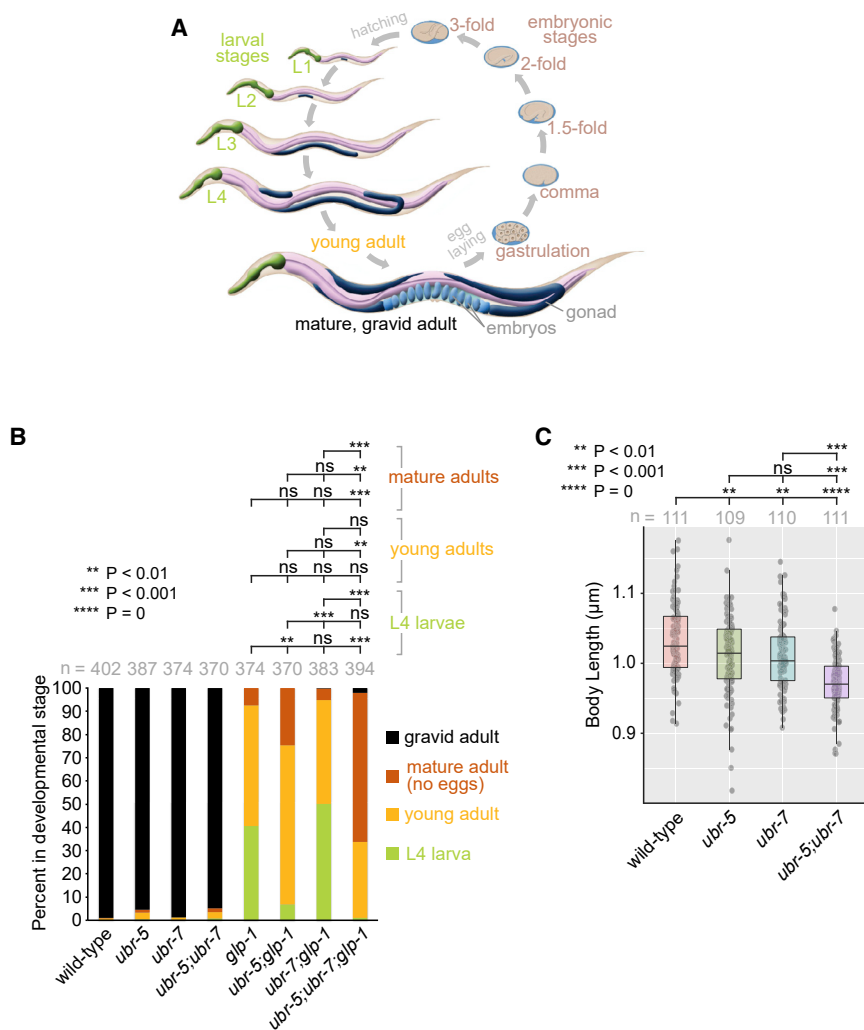 A
larval
stages
hatching
3-fold
embryonic
stages
L1
2-fold
L2
1.5-fold
L3
L4
comma
young adult
egg
laying
gastrulation
mature, gravid adult
embryos
gonad
B
***
ns **
mature adults
ns ns ***
ns
ns **
young adults
ns ns ns
** P < 0.01
*** P < 0.001
**** P = 0
***
*** ns
L4 larvae
** ns ***
n = 402 387 374 370 374 370 383 394
Percent in developmental stage
100
90
80
70
60
50
40
30
20
10
0
gravid adult
mature adult
(no eggs)
young adult
L4 larva
wild-type
ubr-5
ubr-7
ubr-5;ubr-7
glp-1
ubr-5;glp-1
ubr-7;glp-1
ubr-5;ubr-7;glp-1
C
** P < 0.01
*** P < 0.001
**** P = 0
***
ns ***
** ** ****
n = 111 109 110 111
Body Length (µm)
1.1
1.0
0.9
wild-type
ubr-5
ubr-7
ubr-5;ubr-7